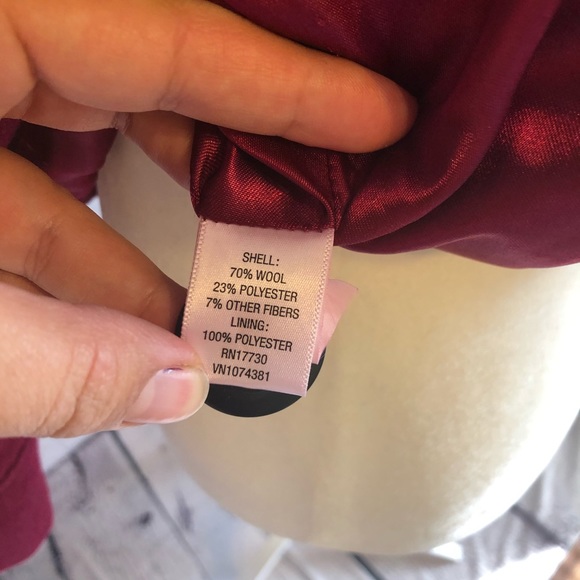 SHELL:
70% WOOL
23% POLYESTER
7% OTHER FIBERS
LINING:
100% POLYESTER
RN17730
VN1074381